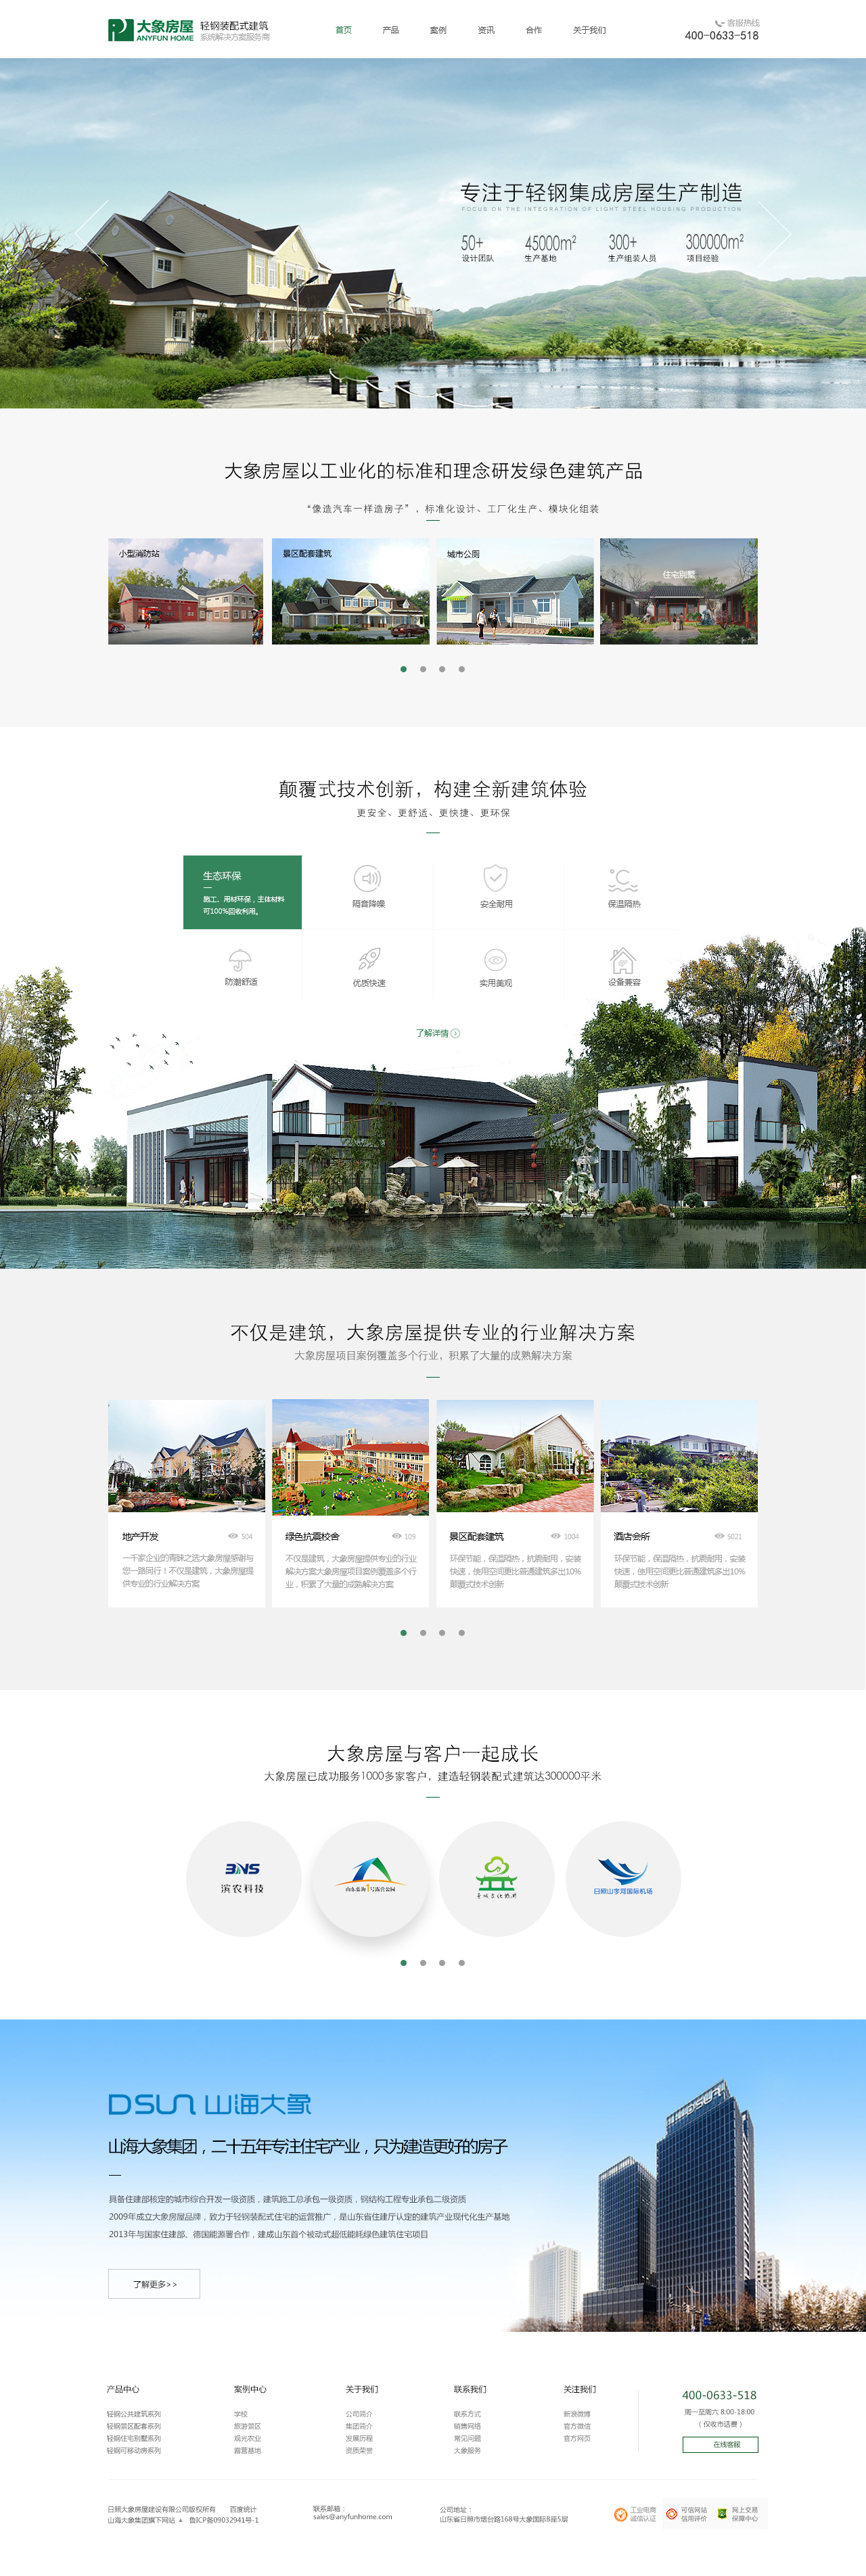 大象房屋
ANYFUN HOME
轻钢装配式建筑
系统解决方案服务商
首页
产品
案例
资讯
合作
关于我们
客服热线
400-0633-518
专注于轻钢集成房屋生产制造
FOCUS ON THE INTEGRATION OF LIGHT STEEL HOUSING PRODUCTION
50+
45000m²
300+
300000m²
设计团队
生产基地
生产组装人员
项目经验
大象房屋以工业化的标准和理念研发绿色建筑产品
“像造汽车一样造房子”，标准化设计、工厂化生产、模块化组装
小型消防站
景区配套建筑
城市公厕
住宅别墅
颠覆式技术创新，构建全新建筑体验
更安全、更舒适、更快捷、更环保
生态环保
施工、用材环保，主体材料
可100%回收利用。
隔音降噪
安全耐用
保温隔热
防潮舒适
优质快速
实用美观
设备兼容
了解详情
不仅是建筑，大象房屋提供专业的行业解决方案
大象房屋项目案例覆盖多个行业，积累了大量的成熟解决方案
地产开发
504
一千家企业的青睐之选大象房屋感谢与
您一路同行！不仅是建筑，大象房屋提
供专业的行业解决方案
绿色抗震校舍
109
不仅是建筑，大象房屋提供专业的行业
解决方案大象房屋项目案例覆盖多个行
业，积累了大量的成熟解决方案
景区配套建筑
1004
环保节能，保温隔热，抗震耐用，安装
快速，使用空间更比普通建筑多出10%
颠覆式技术创新
酒店会所
5021
环保节能，保温隔热，抗震耐用，安装
快速，使用空间更比普通建筑多出10%
颠覆式技术创新
大象房屋与客户一起成长
大象房屋已成功服务1000多家客户，建造轻钢装配式建筑达300000平米
BNS
滨农科技
日照山字河国际机场
DSUN 山海大象
DSUN
山海大象集团，二十五年专注住宅产业，只为建造更好的房子
具备住建部核定的城市综合开发一级资质，建筑施工总承包一级资质，钢结构工程专业承包二级资质
2009年成立大象房屋品牌，致力于轻钢装配式住宅的运营推广，是山东省住建厅认定的建筑产业现代化生产基地
2013年与国家住建部、德国能源署合作，建成山东首个被动式超低能耗绿色建筑住宅项目
了解更多>>
产品中心
轻钢公共建筑系列
轻钢景区配套系列
轻钢住宅别墅系列
轻钢可移动房系列
案例中心
学校
旅游景区
观光农业
露营基地
关于我们
公司简介
集团简介
发展历程
资质荣誉
联系我们
联系方式
销售网络
常见问题
大象服务
关注我们
新浪微博
官方微信
官方网页
400-0633-518
周一至周六 8:00-18:00
（仅收市话费）
在线客服
日照大象房屋建设有限公司版权所有 百度统计
山海大象集团旗下网站 鲁ICP备09032941号-1
联系邮箱：
sales@anyfunhome.com
公司地址：
山东省日照市烟台路168号大象国际B座5层
工业电商
诚信认证
可信网站
信用评价
网上交易
保障中心